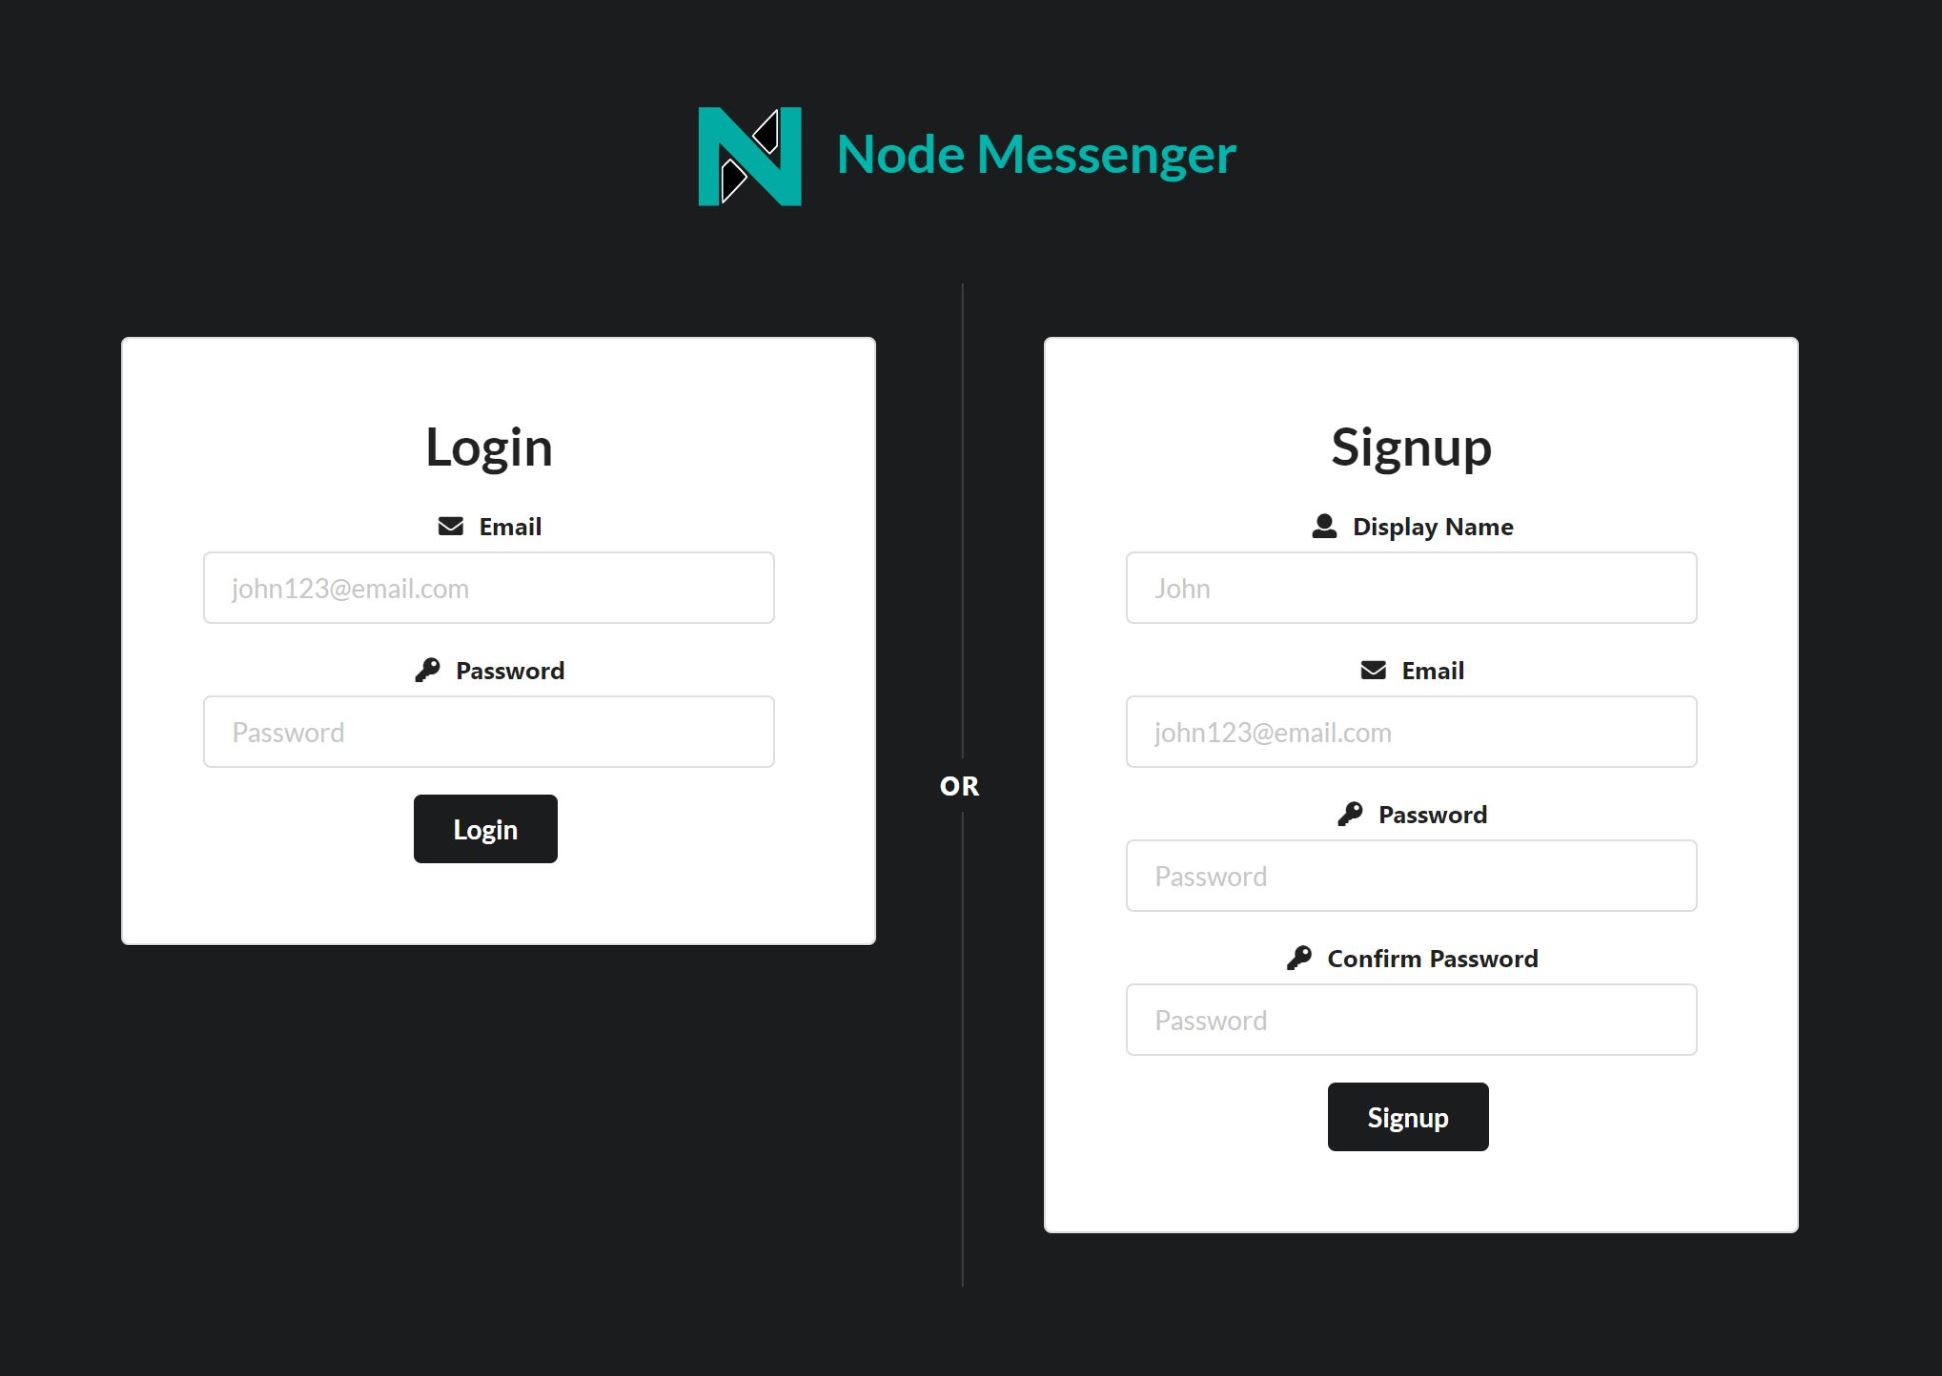 Node Messenger
Login
Email
john123@email.com
Password
Password
Login
OR
Signup
Display Name
John
Email
john123@email.com
Password
Password
Confirm Password
Password
Signup